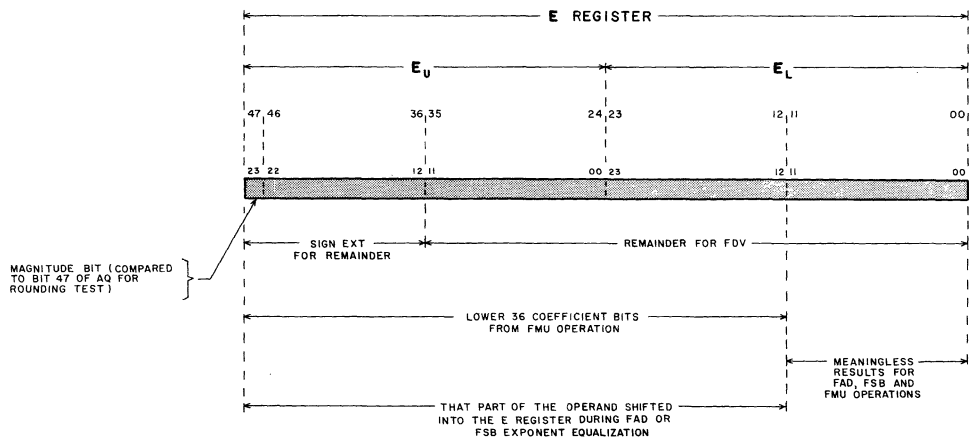 E REGISTER
E U E L
47 46 36 35 24 23 12 11 00
23 22 12 11 00 23 12 11 00
SIGN EXT
FOR REMAINDER
REMAINDER FOR FDV
MAGNITUDE BIT (COMPARED
TO BIT 47 OF AQ FOR
ROUNDING TEST)
LOWER 36 COEFFICIENT BITS
FROM FMU OPERATION
MEANINGLESS
RESULTS FOR
FAD, FSB AND
FMU OPERATIONS
THAT PART OF THE OPERAND SHIFTED
INTO THE E REGISTER DURING FAD OR
FSB EXPONENT EQUALIZATION